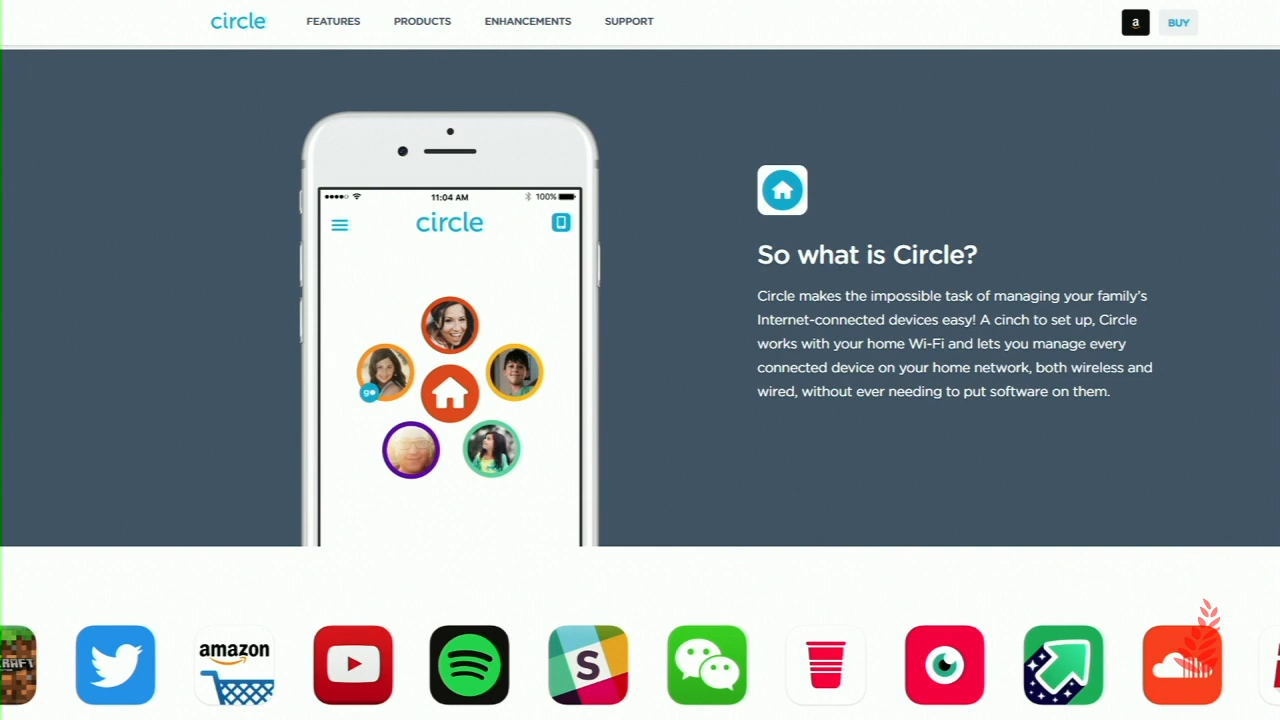 circle
FEATURES
PRODUCTS
ENHANCEMENTS
SUPPORT
a
BUY
11:04 AM
100%
circle
go
So what is Circle?
Circle makes the impossible task of managing your family's
Internet-connected devices easy! A cinch to set up, Circle
works with your home Wi-Fi and lets you manage every
connected device on your home network, both wireless and
wired, without ever needing to put software on them.
amazon
S